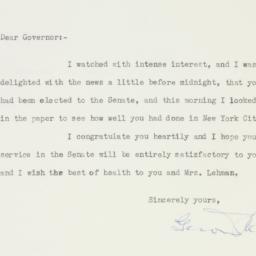 Dear Governor:-
I watched with intense interest, and I was
delighted with the news a little before midnight, that yo
had been elected to the Senate, and this morning I looked
in the paper to see how well you had done in New York City
I congratulate you heartily and I hope you
service in the Senate will be entirely satisfactory to yo
and I wish the best of health to you and Mrs. Lehman.
Sincerely yours,